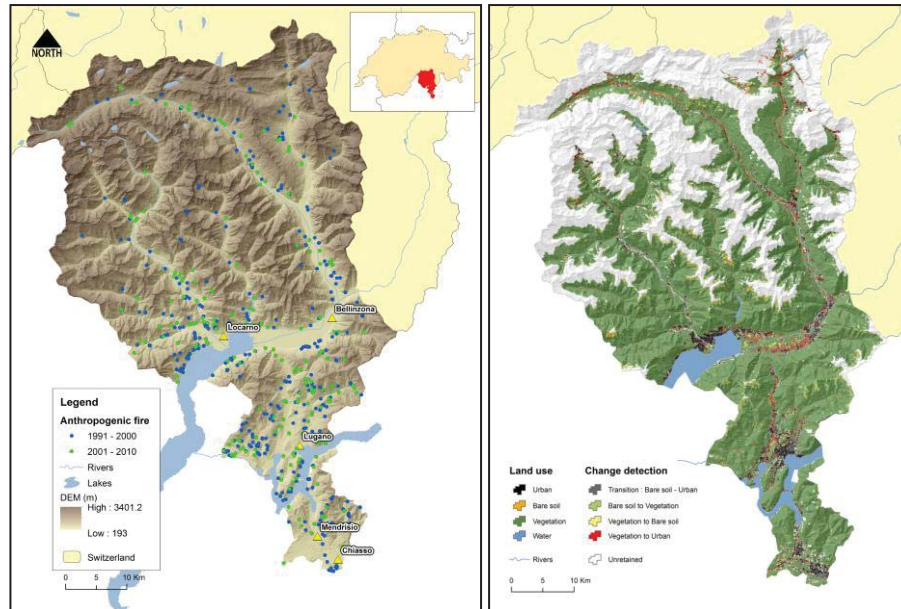 NORTH
Bellinzona
Locarno
Lugano
Mendrisio
Chiasso
Legend
Anthropogenic fire
1991 - 2000
2001 - 2010
Rivers
Lakes
DEM (m)
High : 3401.2
Low : 193
Switzerland
0 5 10 Km
Land use
Urban
Bare soil
Vegetation
Water
Rivers
Change detection
Transition : Bare soil - Urban
Bare soil to Vegetation
Vegetation to Bare soil
Vegetation to Urban
Unretained
0 5 10 Km